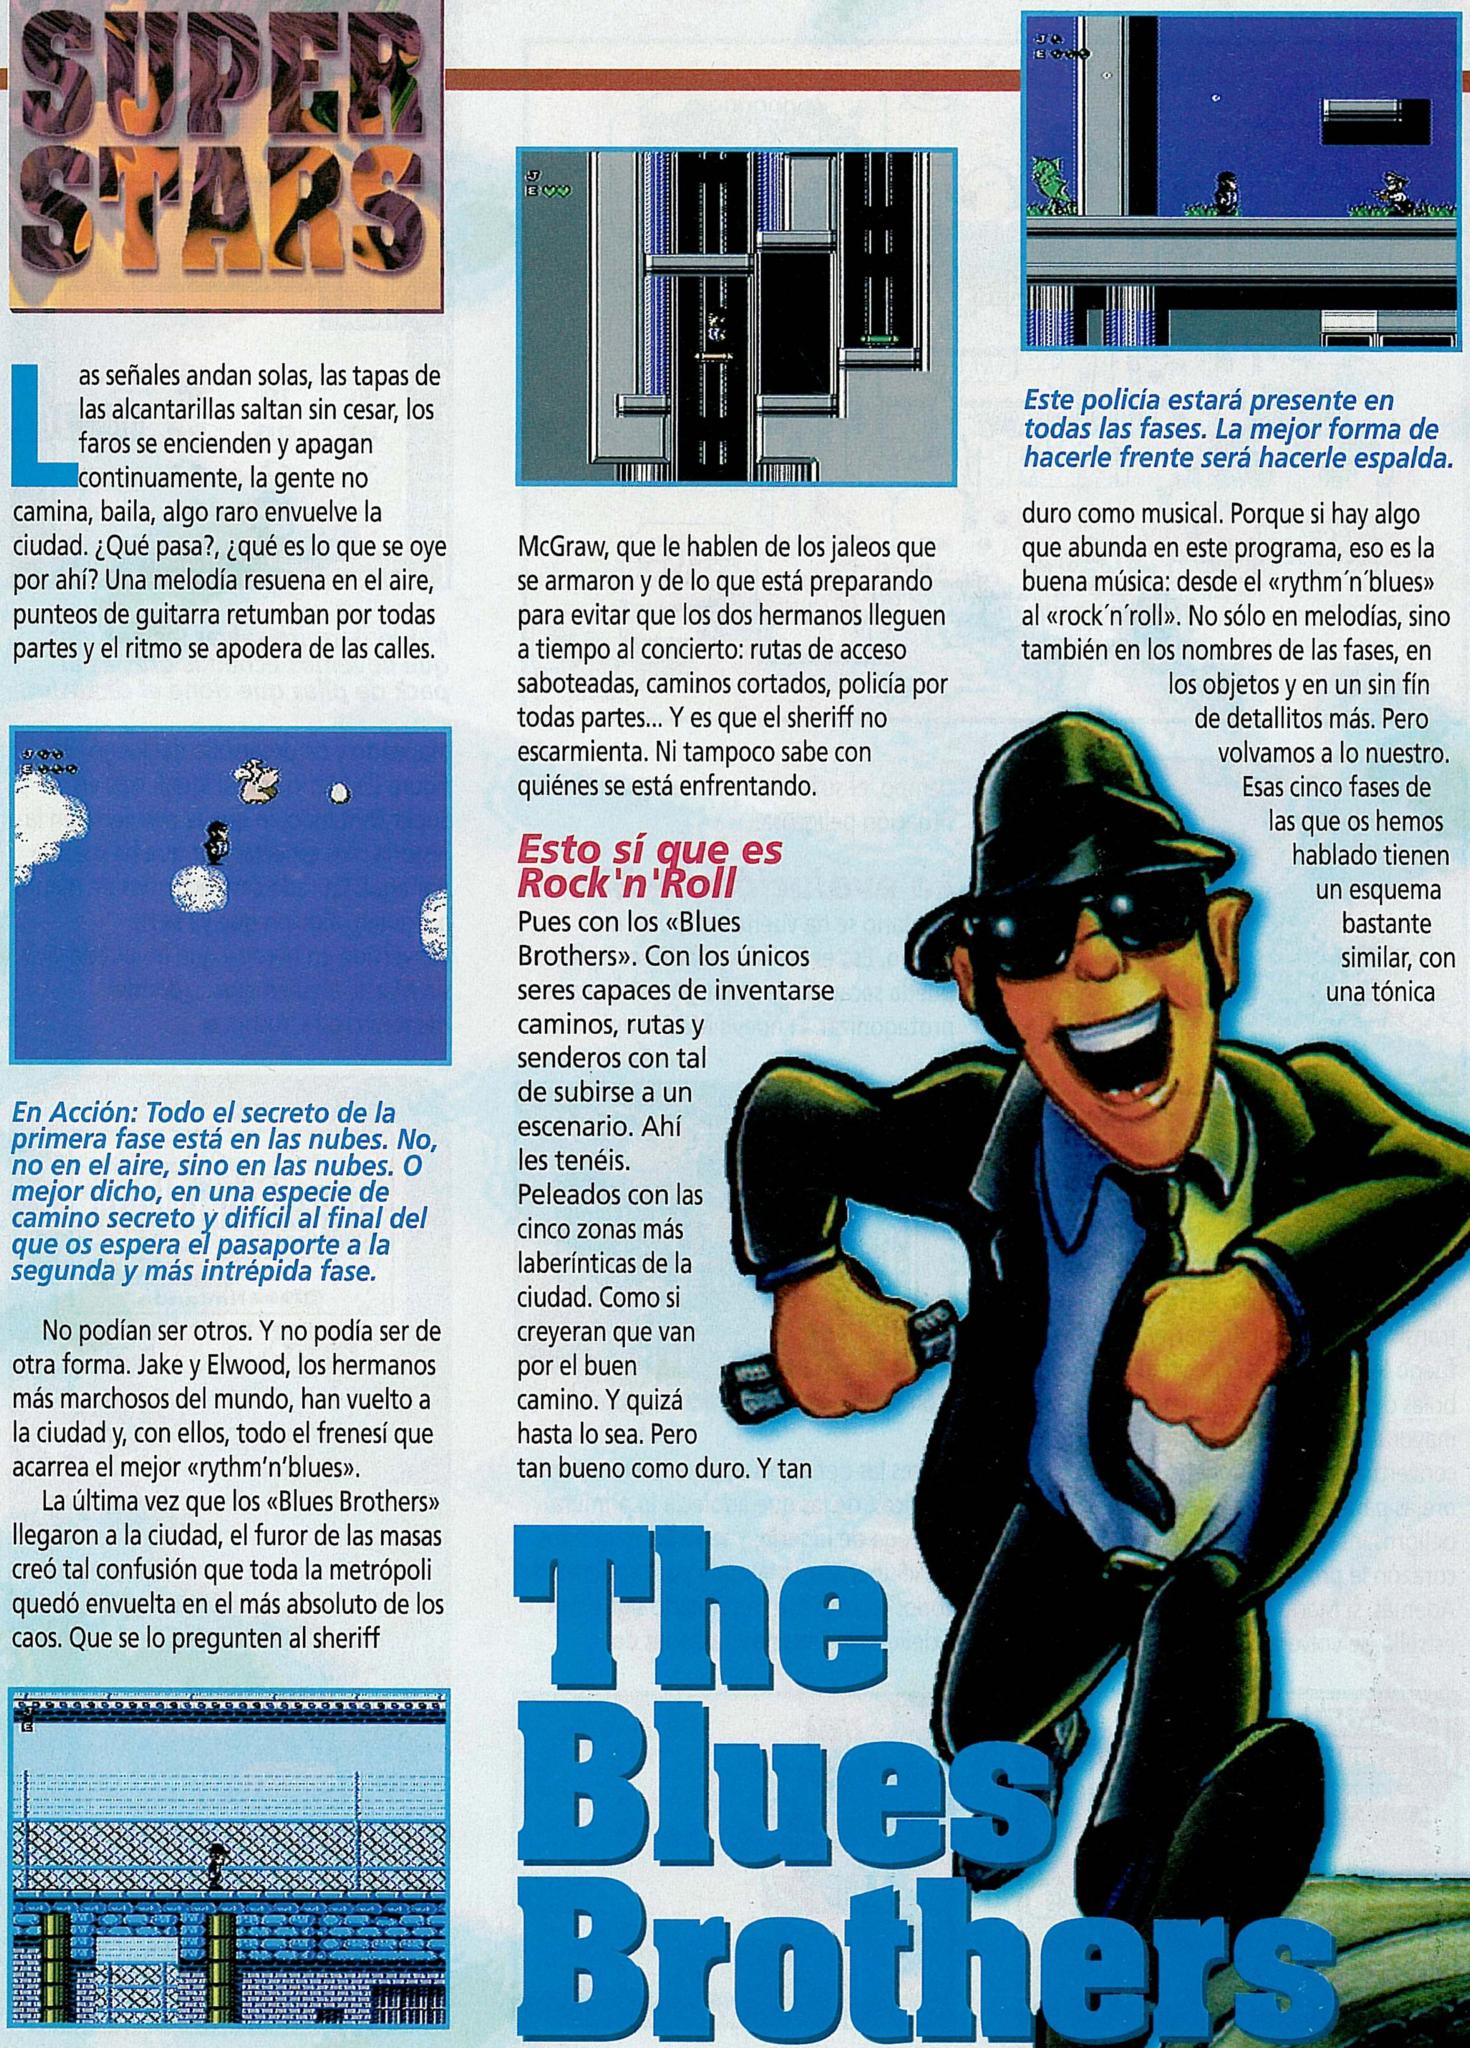 SUPER
STARS
Las señales andan solas, las tapas de
las alcantarillas saltan sin cesar, los
faros se encienden y apagan
continuamente, la gente no
camina, baila, algo raro envuelve la
ciudad. ¿Qué pasa?, ¿qué es lo que se oye
por ahí? Una melodía resuena en el aire,
punteos de guitarra retumban por todas
partes y el ritmo se apodera de las calles.
J
E
En Acción: Todo el secreto de la
primera fase está en las nubes. No,
no en el aire, sino en las nubes. O
mejor dicho, en una especie de
camino secreto y difícil al final del
que os espera el pasaporte a la
segunda y más intrépida fase.
No podían ser otros. Y no podía ser de
otra forma. Jake y Elwood, los hermanos
más marchosos del mundo, han vuelto a
la ciudad y, con ellos, todo el frenesí que
acarrea el mejor «rythm'n'blues».
La última vez que los «Blues Brothers»
llegaron a la ciudad, el furor de las masas
creó tal confusión que toda la metrópoli
quedó envuelta en el más absoluto de los
caos. Que se lo pregunten al sheriff
J
E
J
E
McGraw, que le hablen de los jaleos que
se armaron y de lo que está preparando
para evitar que los dos hermanos lleguen
a tiempo al concierto: rutas de acceso
saboteadas, caminos cortados, policía por
todas partes... Y es que el sheriff no
escarmienta. Ni tampoco sabe con
quiénes se está enfrentando.
Esto sí que es
Rock'n'Roll
Pues con los «Blues
Brothers». Con los únicos
seres capaces de inventarse
caminos, rutas y
senderos con tal
de subirse a un
escenario. Ahí
les tenéis.
Peleados con las
cinco zonas más
laberínticas de la
ciudad. Como si
creyeran que van
por el buen
camino. Y quizá
hasta lo sea. Pero
tan bueno como duro. Y tan
J
E
Este policía estará presente en
todas las fases. La mejor forma de
hacerle frente será hacerle espalda.
duro como musical. Porque si hay algo
que abunda en este programa, eso es la
buena música: desde el «rythm´n´blues»
al «rock´n´roll». No sólo en melodías, sino
también en los nombres de las fases, en
los objetos y en un sin fín
de detallitos más. Pero
volvamos a lo nuestro.
Esas cinco fases de
las que os hemos
hablado tienen
un esquema
bastante
similar, con
una tónica
The
Blues
Brothers